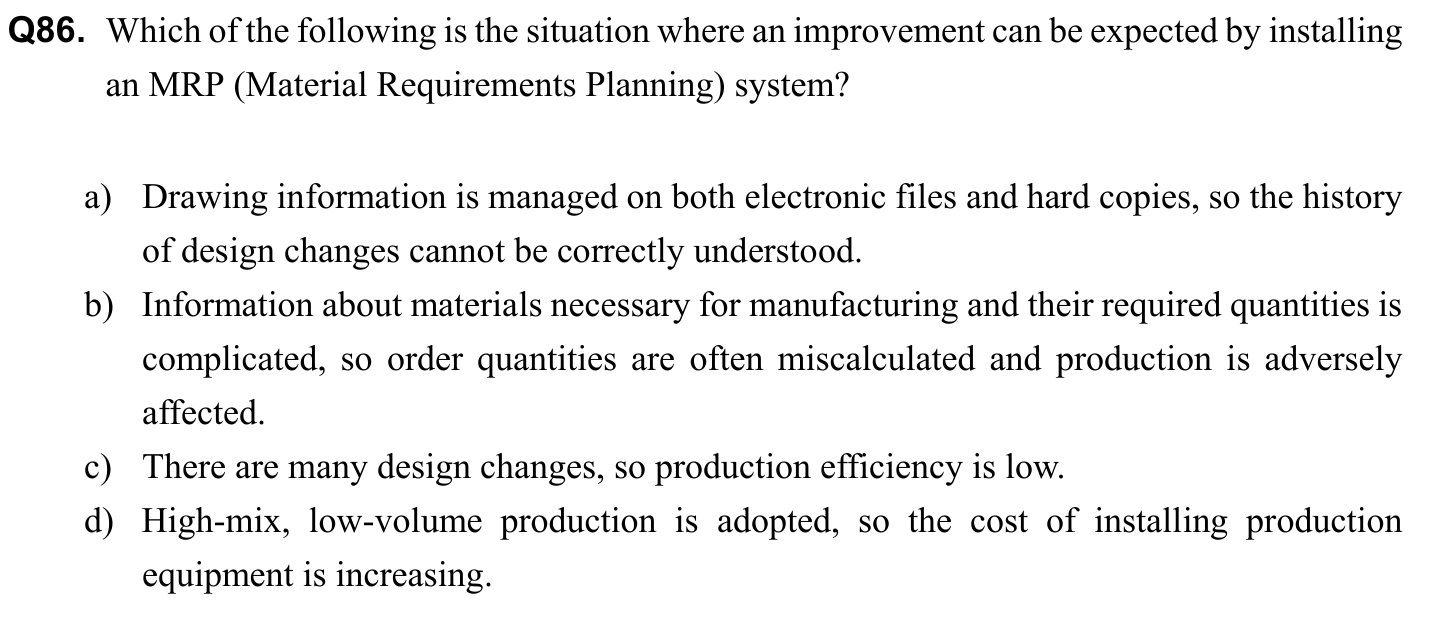 Q86. Which of the following is the situation where an improvement can be expected by installing
an MRP (Material Requirements Planning) system?
a) Drawing information is managed on both electronic files and hard copies, so the history
of design changes cannot be correctly understood.
b) Information about materials necessary for manufacturing and their required quantities is
complicated, so order quantities are often miscalculated and production is adversely
affected.
c) There are many design changes, so production efficiency is low.
d) High-mix, low-volume production is adopted, so the cost of installing production
equipment is increasing.